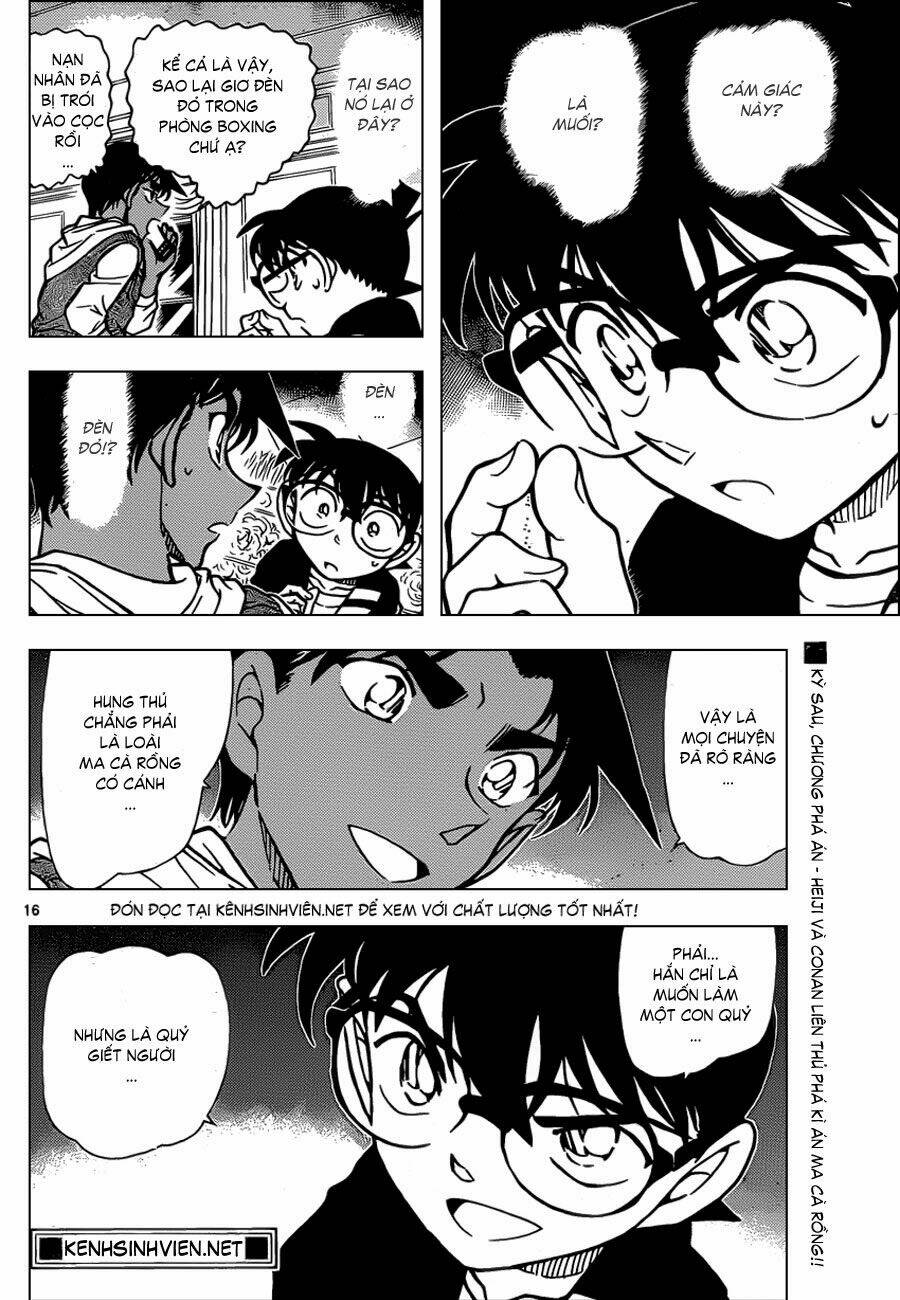 CẢM GIÁC
NÀY?
LÀ
MUỐI?
TẠI SAO
NÓ LẠI Ở
ĐÂY?
KỂ CẢ LÀ VẬY,
SAO LẠI GIƠ ĐÈN
ĐÓ TRONG
PHÒNG BOXING
CHỨ Ạ?
NẠN
NHÂN ĐÃ
BỊ TRÓI
VÀO CỌC
RỒI
...
ĐÈN
...
ĐÈN
ĐÓ!?
VẬY LÀ
MỌI CHUYỆN
ĐÃ RÕ RÀNG
...
HUNG THỦ
CHẲNG PHẢI
LÀ LOÀI
MA CÀ RỒNG
CÓ CÁNH
...
16
ĐÓN ĐỌC TẠI KÊNHSINHVIÊN.NET ĐỂ XEM VỚI CHẤT LƯỢNG TỐT NHẤT!
PHẢI...
HẮN CHỈ LÀ
MUỐN LÀM
MỘT CON QUỶ
...
NHƯNG LÀ QUỶ
GIẾT NGƯỜI
...
KENHSINHVIEN.NET
KỲ SAU, CHƯƠNG PHÁ ÁN - HEIJI VÀ CONAN LIÊN THỦ PHÁ KÌ ÁN MA CÀ RỒNG!!